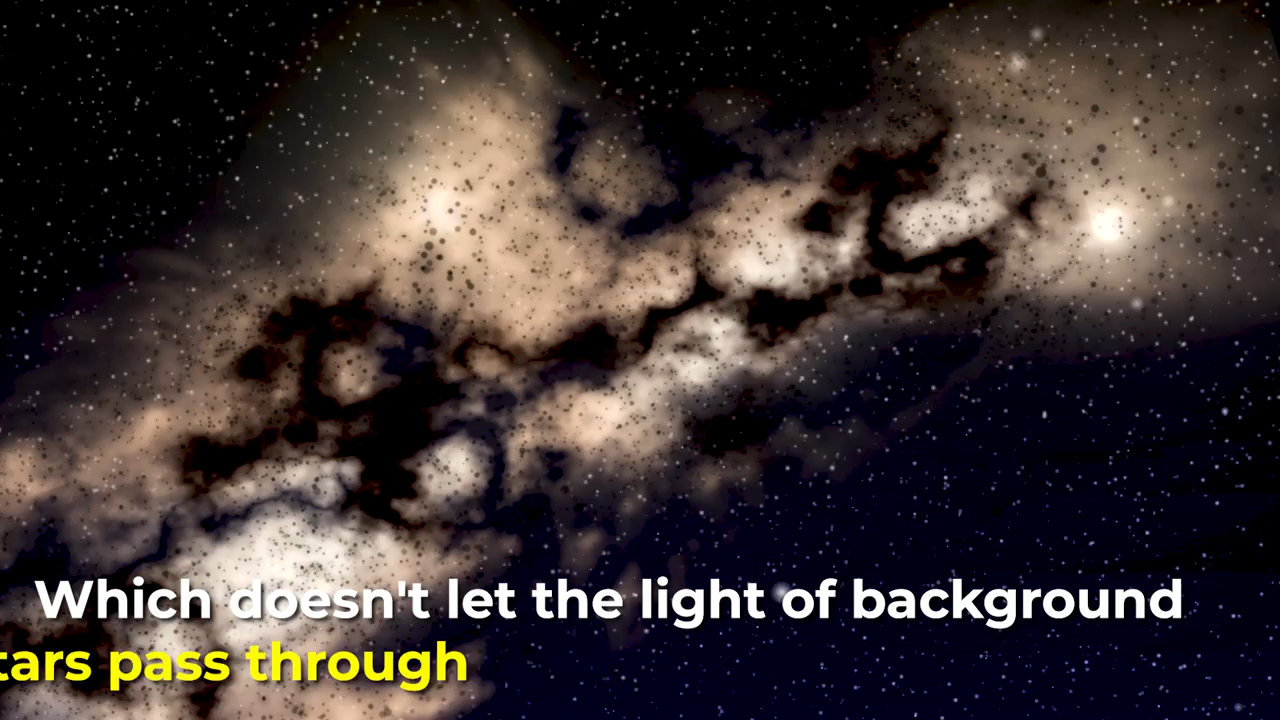 Which doesn't let the light of background
tars pass through